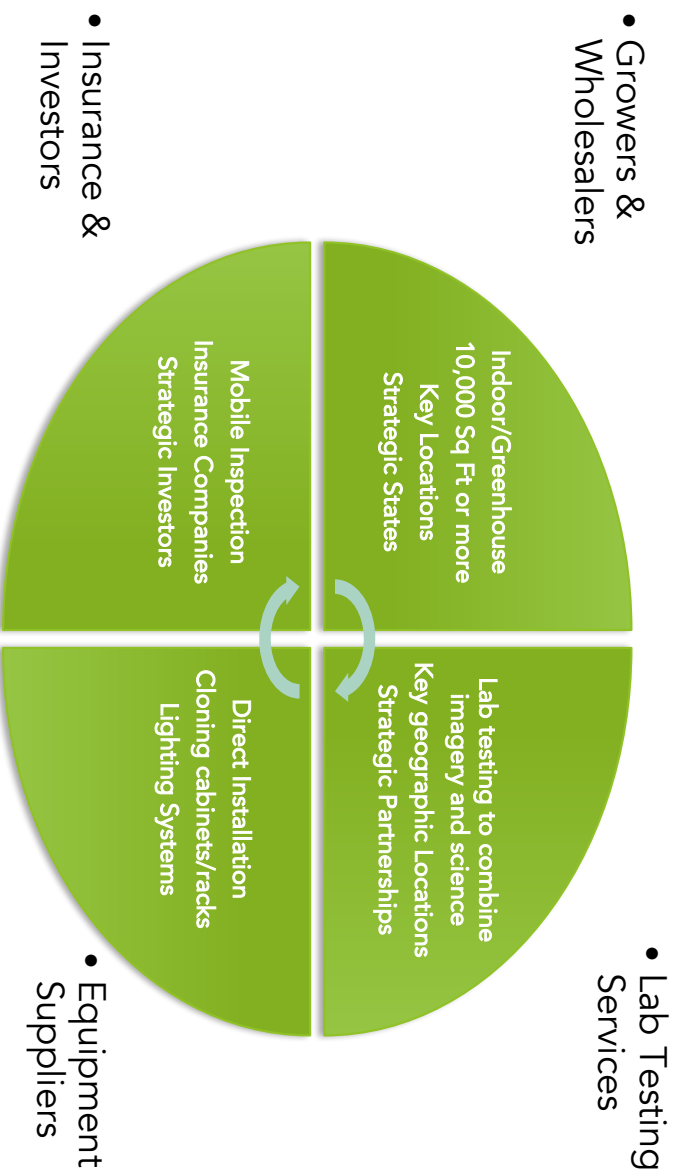 • Growers &
Wholesalers
Indoor/Greenhouse
10,000 Sq Ft or more
Key Locations
Strategic States
• Lab Testing
Services
Lab testing to combine
imagery and science
Key geographic Locations
Strategic Partnerships
• Insurance &
Investors
Mobile Inspection
Insurance Companies
Strategic Investors
• Equipment
Suppliers
Direct Installation
Cloning cabinets/racks
Lighting Systems